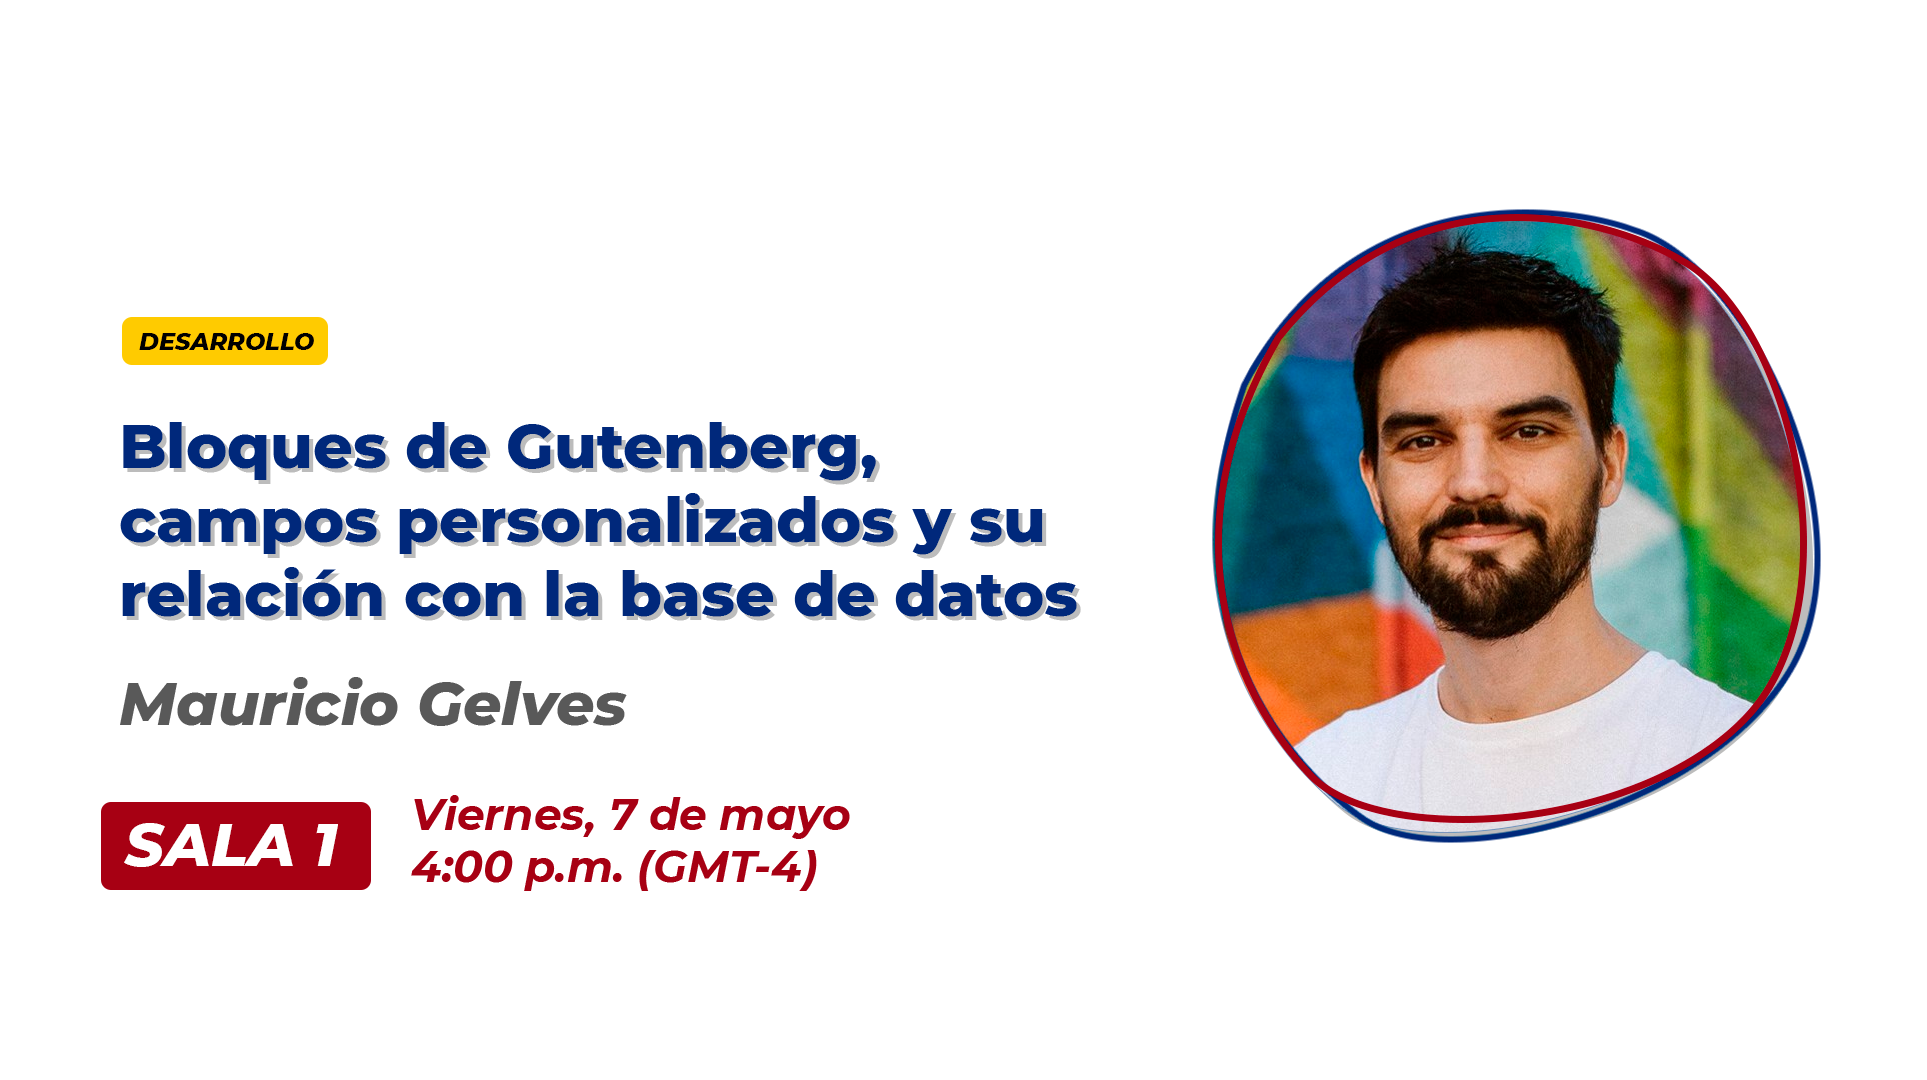 DESARROLLO
Bloques de Gutenberg,
campos personalizados y su
relación con la base de datos
Mauricio Gelves
SALA 1
Viernes, 7 de mayo
4:00 p.m. (GMT-4)